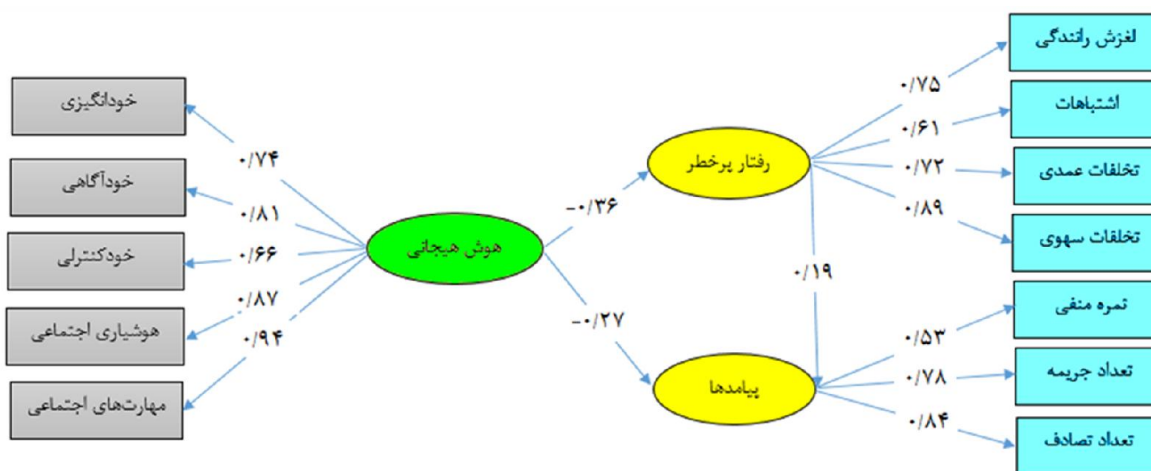 لغزش رانندگی
خودانگیزی
۰/۷۵
اشتباهات
۰/۶۱
۰/۷۴
رفتار پرخطر
خودآگاهی
۰/۷۲
تخلفات عمدی
۰/۸۱
−۰/۳۶
۰/۸۹
تخلفات سهوی
خودکنترلی
۰/۶۶
هوش هیجانی
۰/۱۹
۰/۸۷
نمره منفی
هوشیاری اجتماعی
−۰/۲۷
۰/۵۳
۰/۹۴
تعداد جریمه
۰/۷۸
پیامدها
مهارت‌های اجتماعی
۰/۸۴
تعداد تصادف